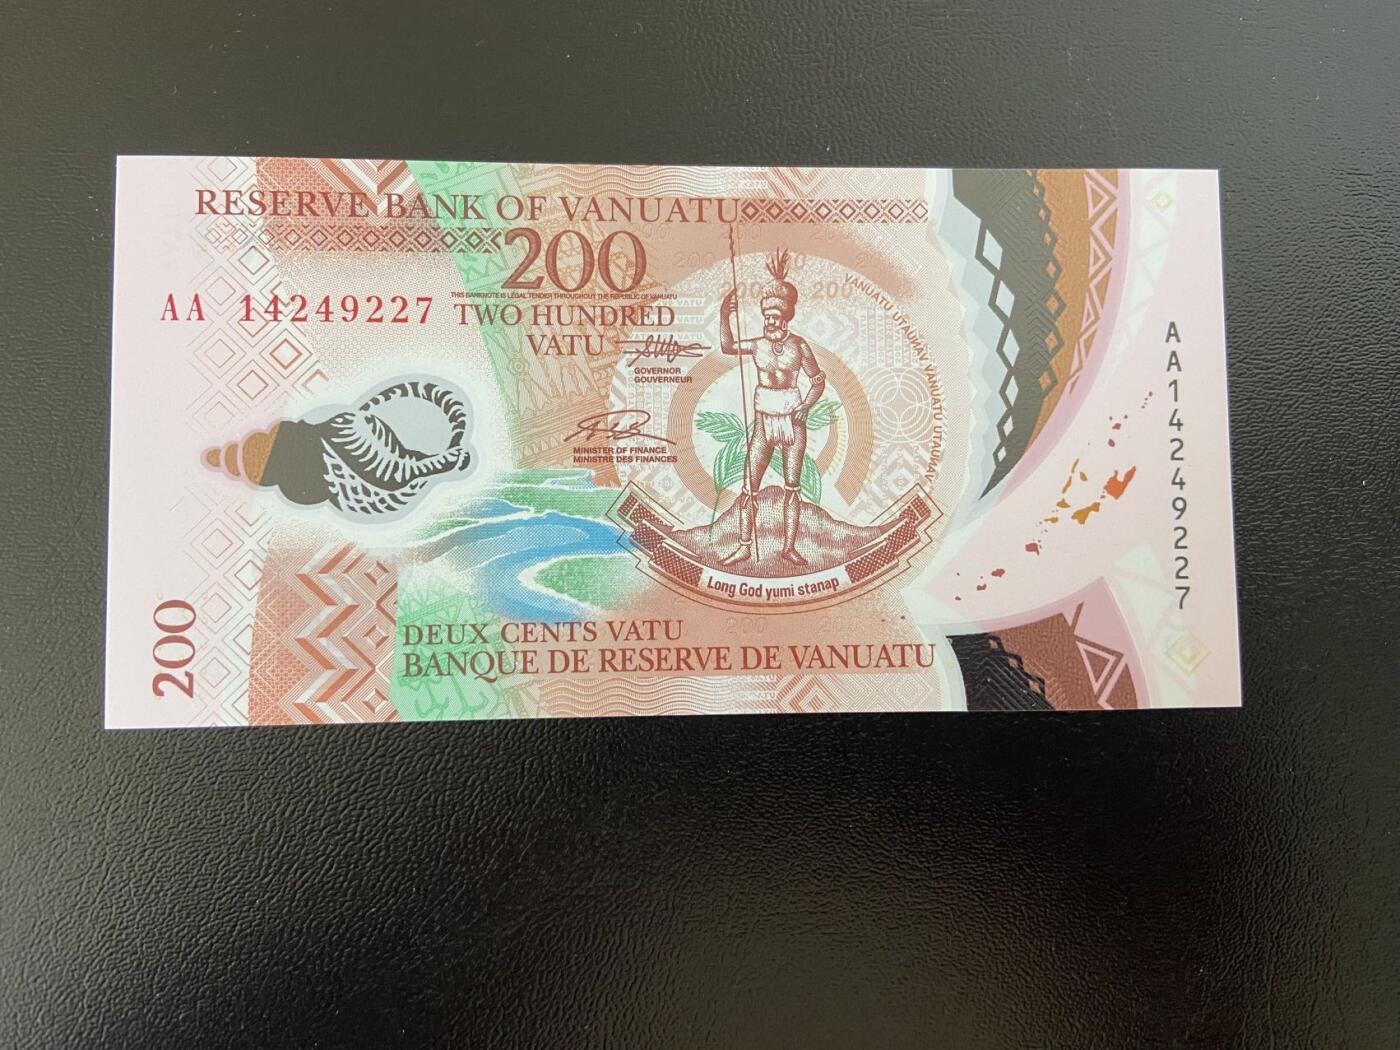 RESERVE BANK OF VANUATU
200
THIS BANKNOTE IS LEGAL TENDER THROUGHOUT THE REPUBLIC OF VANUATU
AA 14249227
TWO HUNDRED
VATU
GOVERNOR
GOUVERNEUR
MINISTER OF FINANCE
MINISTRE DES FINANCES
VANUATU VANUATU VANUATU VANUATU
Long God yumi stanap
AA14249227
DEUX CENTS VATU
BANQUE DE RESERVE DE VANUATU
200